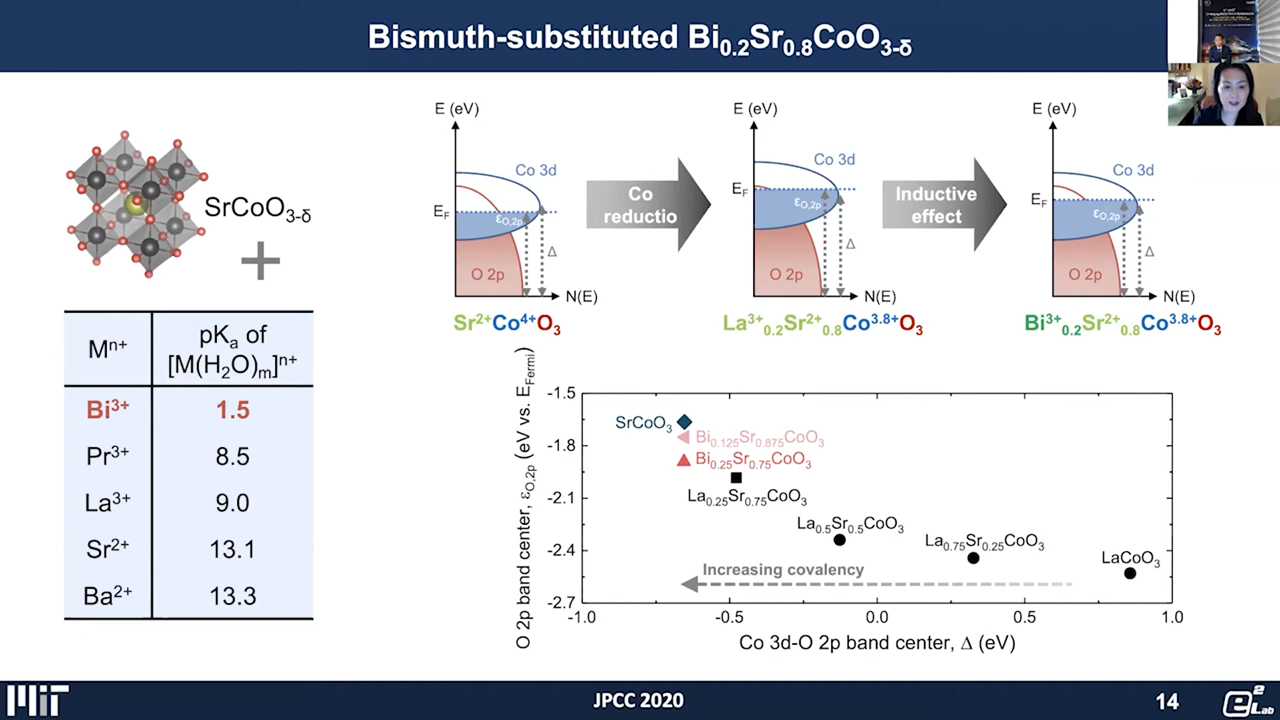 Bismuth-substituted Bi0.2Sr0.8CoO3-δ
SrCoO3-δ
+
Mn+
pKa of
[M(H2O)m]n+
Bi3+ 1.5
Pr3+ 8.5
La3+ 9.0
Sr2+ 13.1
Ba2+ 13.3
E (eV)
Co 3d
EF
εO,2p
Δ
O 2p
N(E)
Sr2+Co4+O3
Co
reductio
E (eV)
Co 3d
EF
εO,2p
Δ
O 2p
N(E)
La3+0.2Sr2+0.8Co3.8+O3
Inductive
effect
E (eV)
Co 3d
EF
εO,2p
Δ
O 2p
N(E)
Bi3+0.2Sr2+0.8Co3.8+O3
O 2p band center, εO,2p (eV vs. EFermi)
-1.5
-1.8
-2.1
-2.4
-2.7
SrCoO3
Bi0.125Sr0.875CoO3
Bi0.25Sr0.75CoO3
La0.25Sr0.75CoO3
La0.5Sr0.5CoO3
La0.75Sr0.25CoO3
LaCoO3
Increasing covalency
-1.0 -0.5 0.0 0.5 1.0
Co 3d-O 2p band center, Δ (eV)
MIT
JPCC 2020
14
e2 Lab